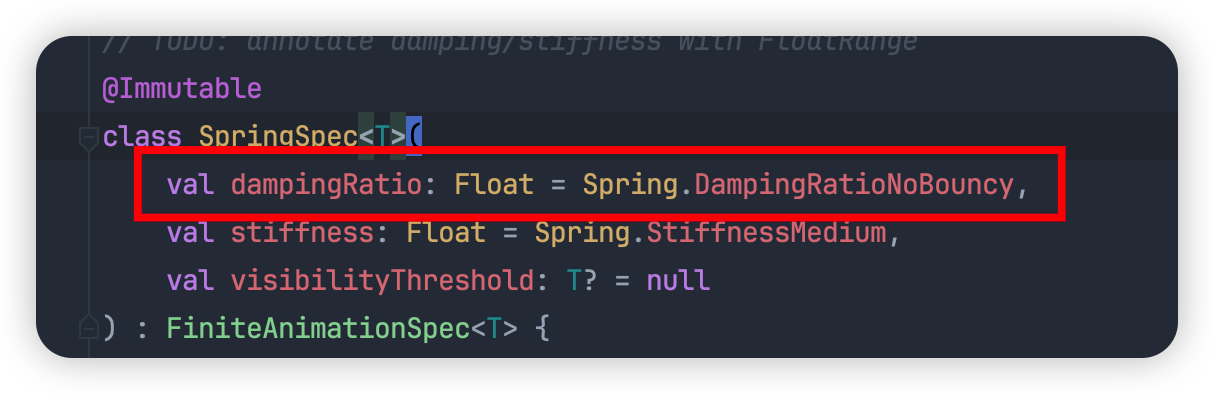 // TODO: annotate damping/stiffness with FloatRange
@Immutable
class SpringSpec<T>(
val dampingRatio: Float = Spring.DampingRatioNoBouncy,
val stiffness: Float = Spring.StiffnessMedium,
val visibilityThreshold: T? = null
) : FiniteAnimationSpec<T> {